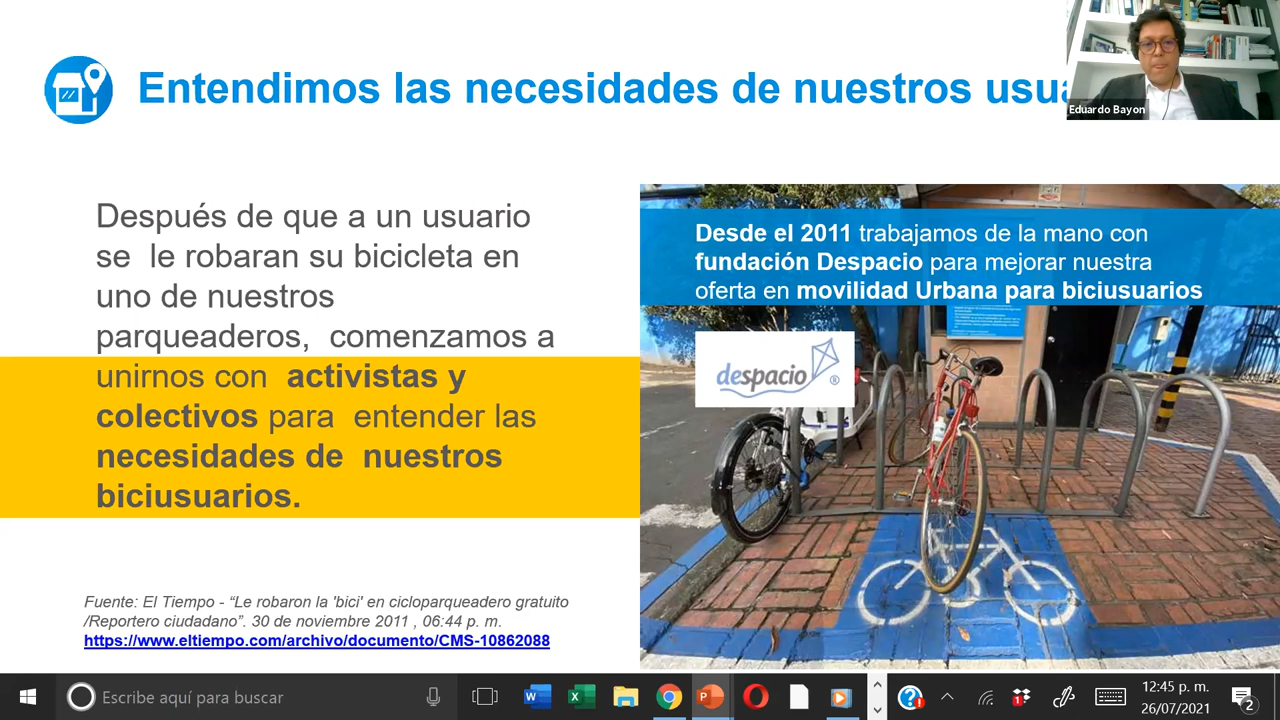 Entendimos las necesidades de nuestros usua
Eduardo Bayon
Después de que a un usuario
se le robaran su bicicleta en
uno de nuestros
parqueaderos, comenzamos a
unirnos con activistas y
colectivos para entender las
necesidades de nuestros
biciusuarios.
Desde el 2011 trabajamos de la mano con
fundación Despacio para mejorar nuestra
oferta en movilidad Urbana para biciusuarios
despacio ®
Fuente: El Tiempo - “Le robaron la 'bici' en cicloparqueadero gratuito
/Reportero ciudadano”. 30 de noviembre 2011 , 06:44 p. m.
https://www.eltiempo.com/archivo/documento/CMS-10862088
Escribe aquí para buscar
12:45 p. m.
26/07/2021
1
2